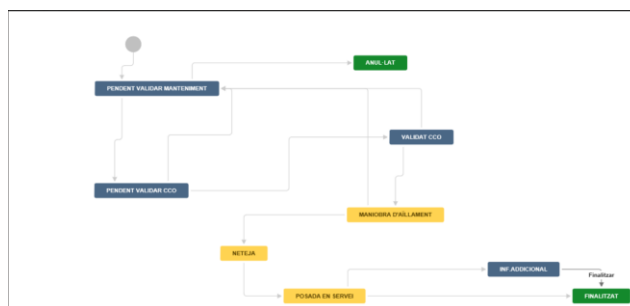 ANUL·LAT
PENDENT VALIDAR MANTENIMENT
VALIDAT CCO
PENDENT VALIDAR CCO
MANIOBRA D'AÏLLAMENT
NETEJA
INF.ADDICIONAL
Finalitzar
POSADA EN SERVEI
FINALITZAT